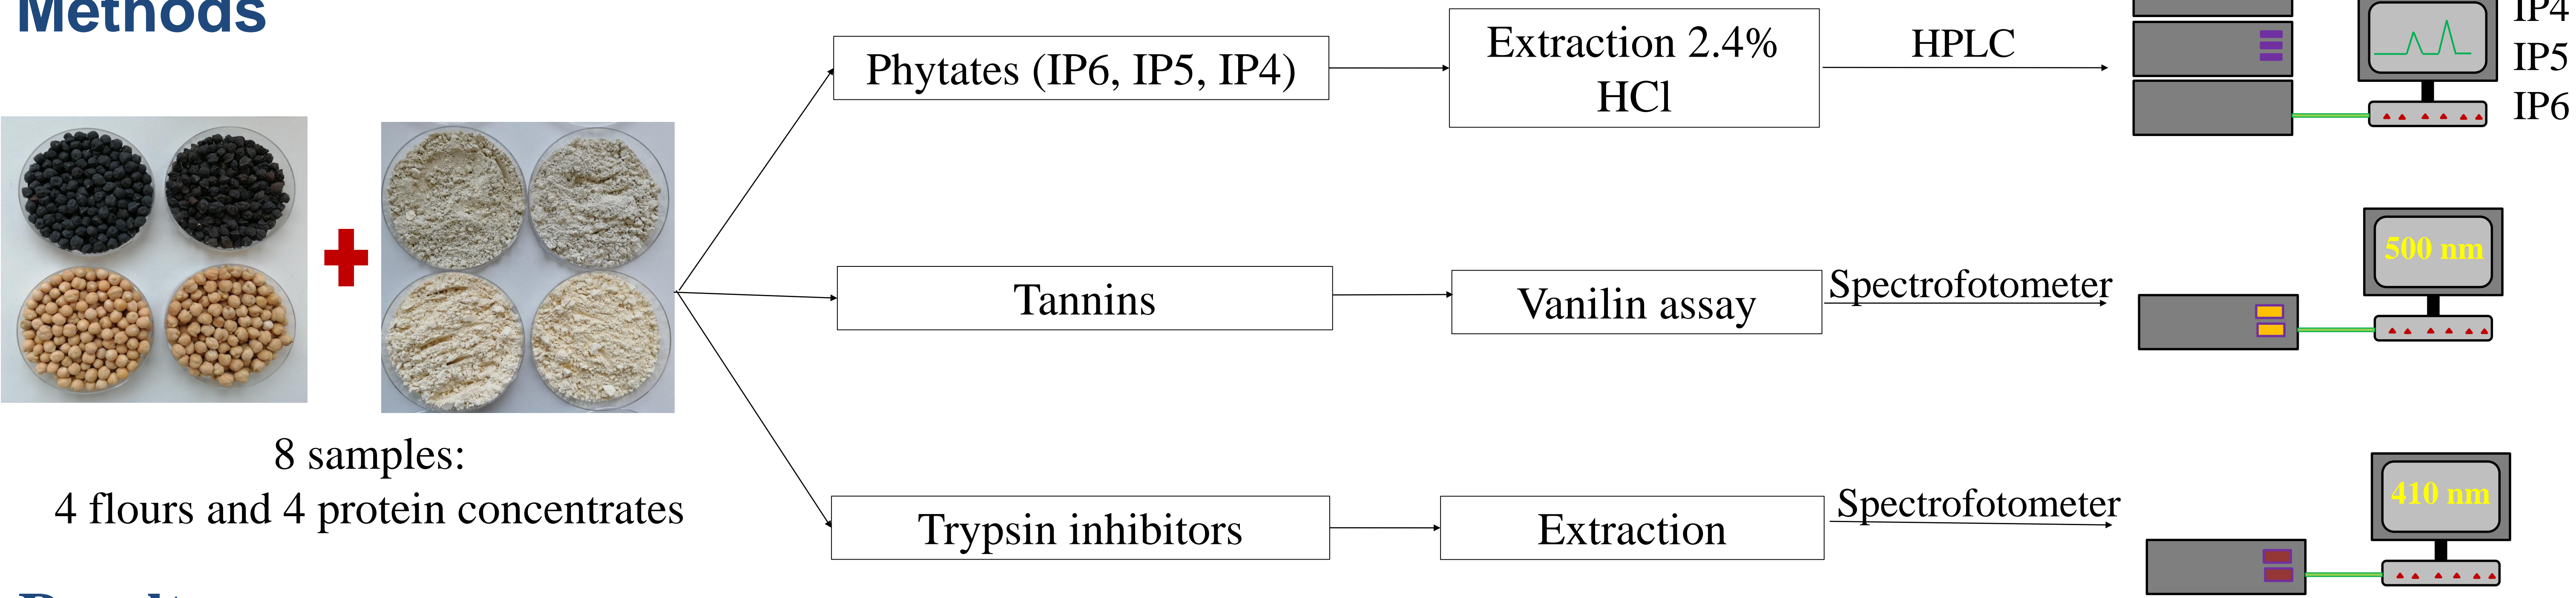 Methods
Phytates (IP6, IP5, IP4)
Extraction 2.4%
HCl
HPLC
IP4
IP5
IP6
Tannins
Vanilin assay
Spectrofotometer
500 nm
8 samples:
4 flours and 4 protein concentrates
Trypsin inhibitors
Extraction
Spectrofotometer
410 nm